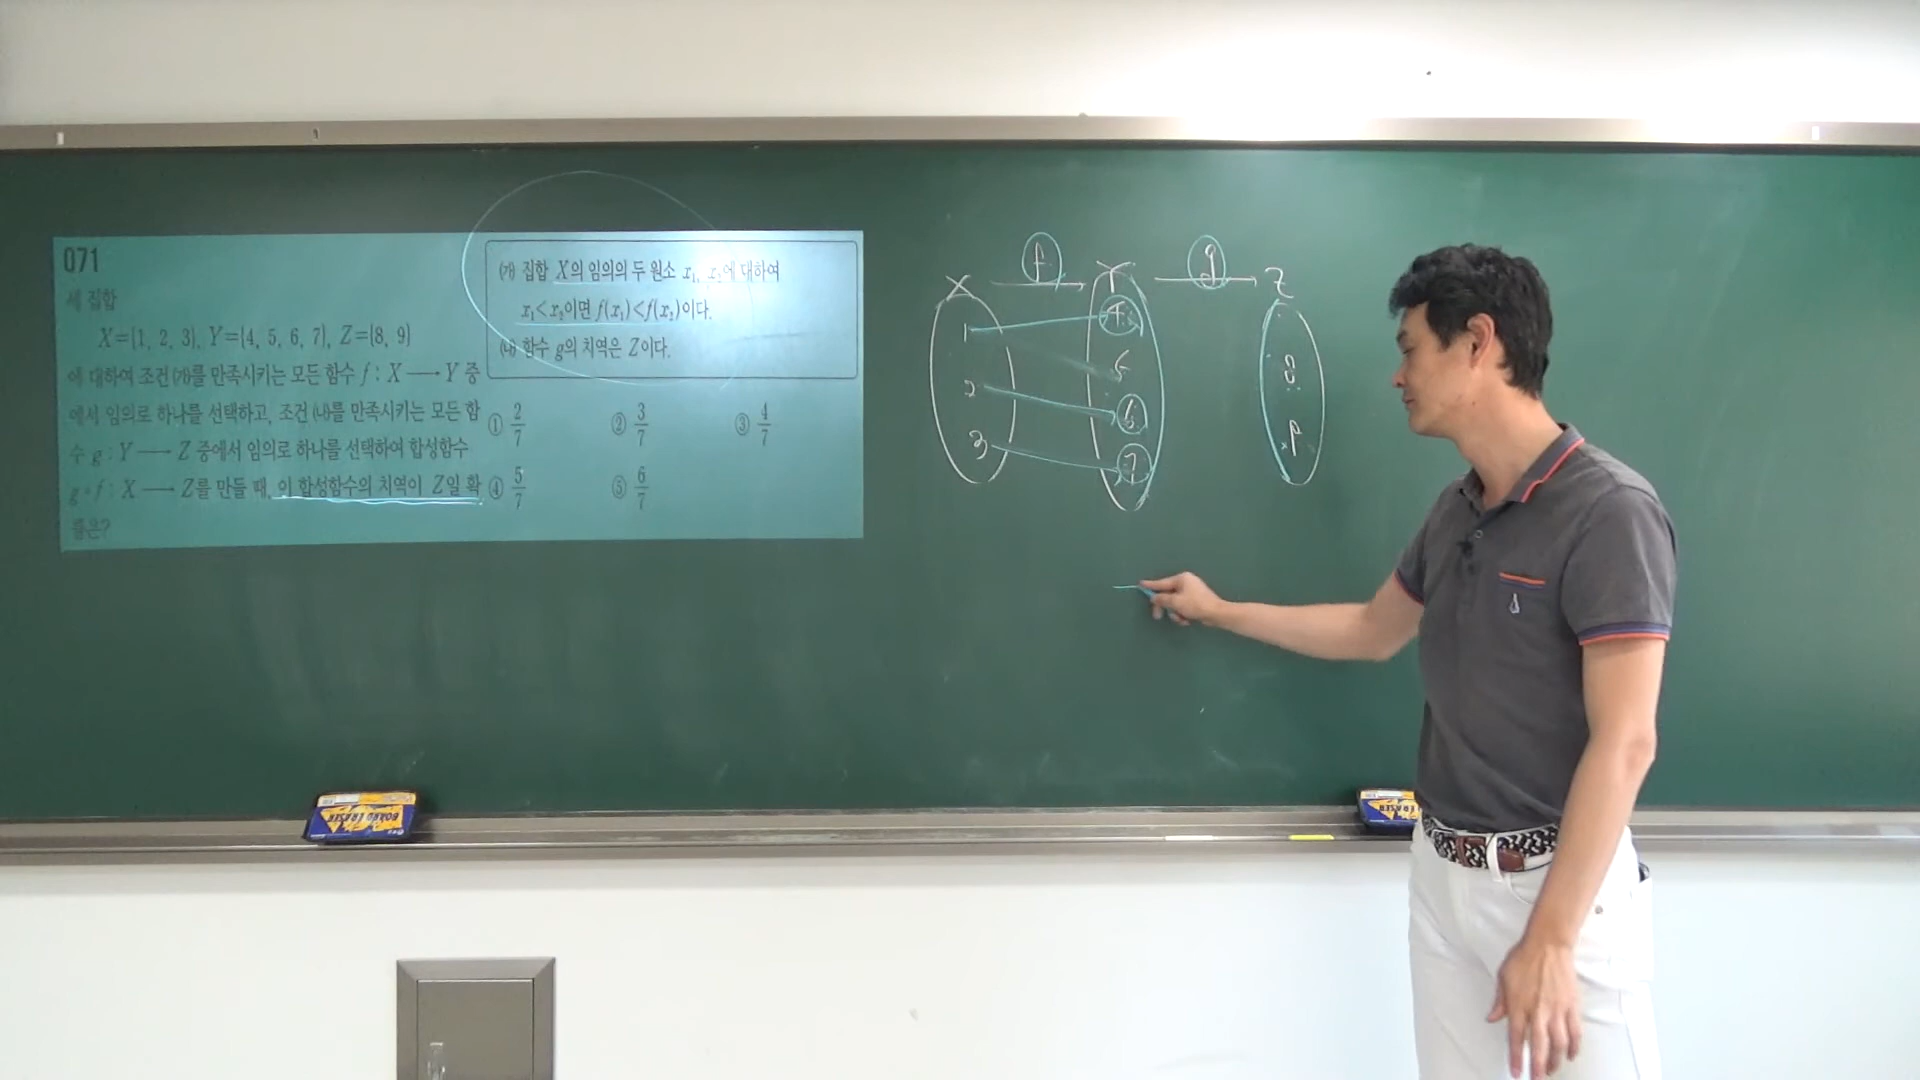 071
세 집합
X={1, 2, 3}, Y={4, 5, 6, 7}, Z={8, 9}
에 대하여 조건 ㈎를 만족시키는 모든 함수 f : X → Y 중
에서 임의로 하나를 선택하고, 조건 ㈏를 만족시키는 모든 함
수 g : Y → Z 중에서 임의로 하나를 선택하여 합성함수
g∘f : X → Z를 만들 때, 이 합성함수의 치역이 Z일 확
률은?
㈎ 집합 X의 임의의 두 원소 x₁, x₂에 대하여
x₁<x₂이면 f(x₁)<f(x₂)이다.
㈏ 함수 g의 치역은 Z이다.
① 2/7 ② 3/7 ③ 4/7
④ 5/7 ⑤ 6/7
X f Y g Z
1 4
5 8
2 6
3 7 9
BOARD ERASER